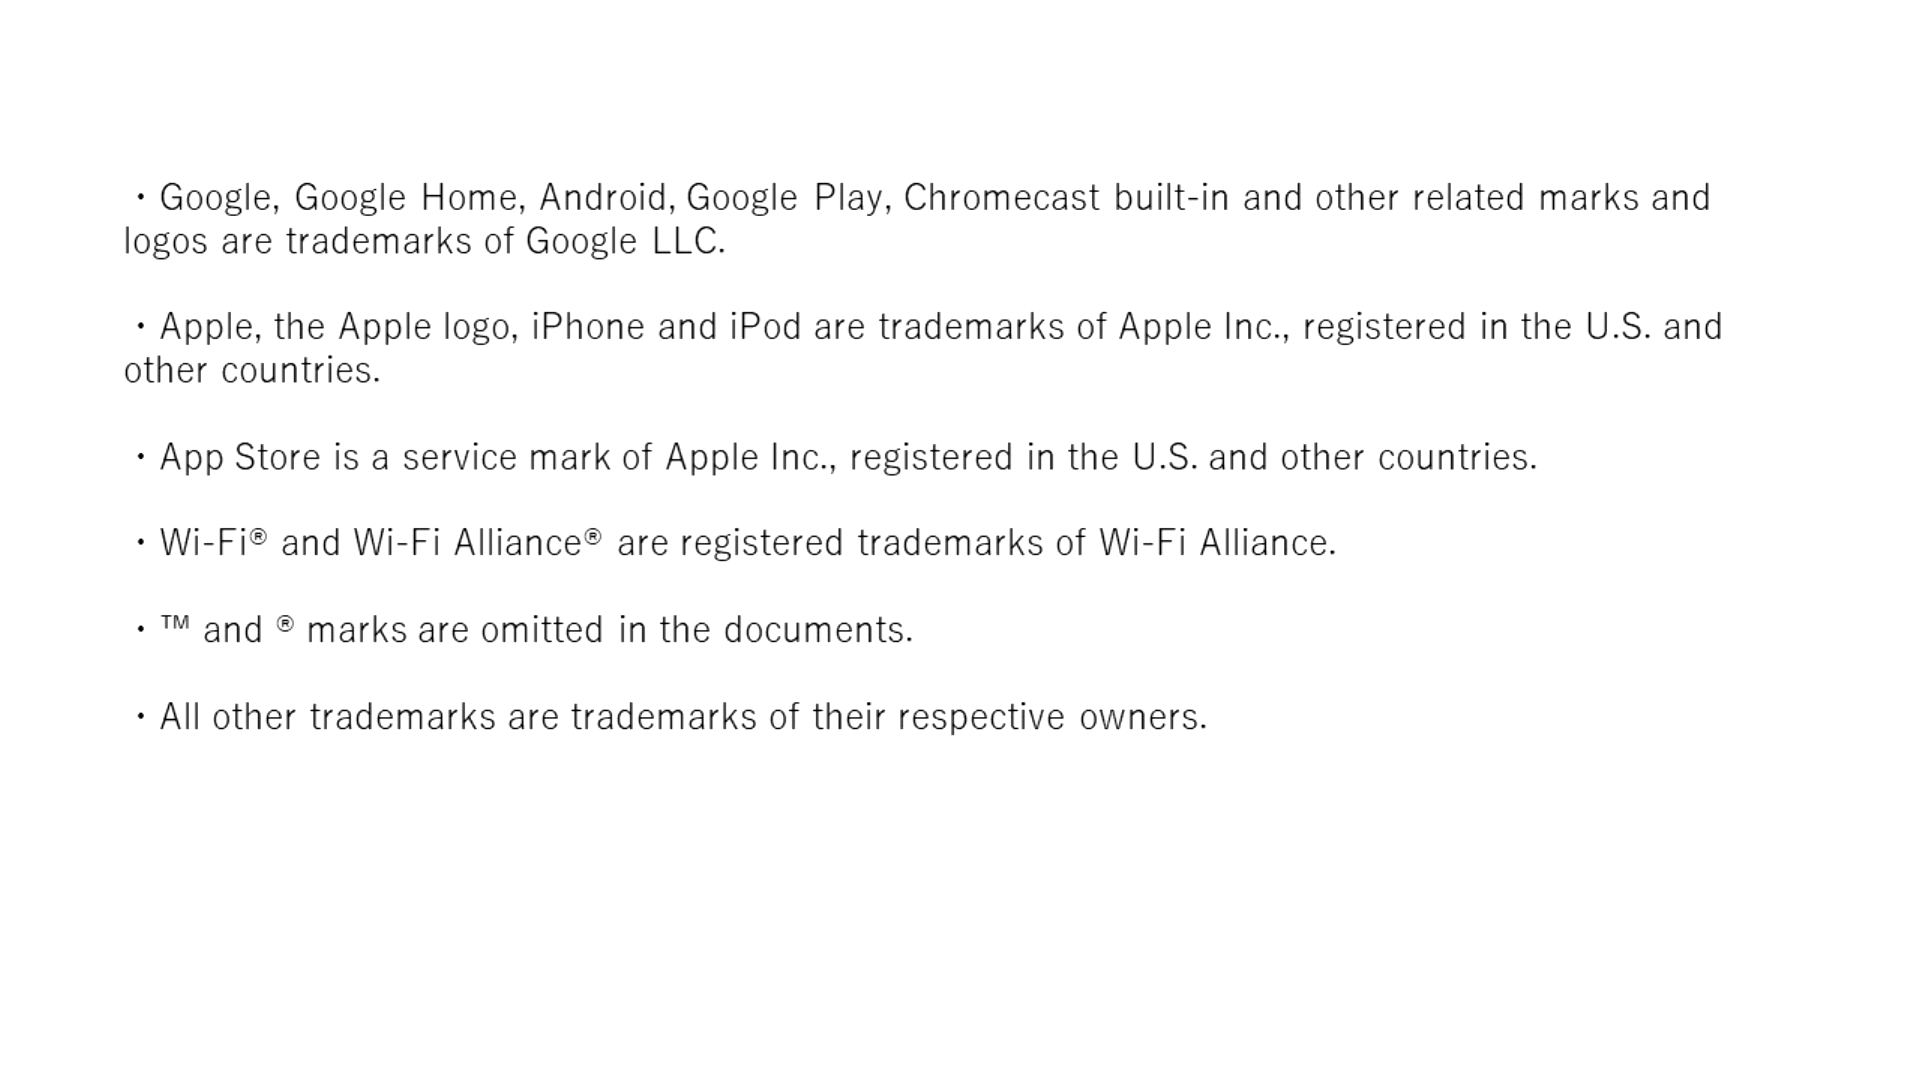 ・Google, Google Home, Android, Google Play, Chromecast built-in and other related marks and
logos are trademarks of Google LLC.
・Apple, the Apple logo, iPhone and iPod are trademarks of Apple Inc., registered in the U.S. and
other countries.
・App Store is a service mark of Apple Inc., registered in the U.S. and other countries.
・Wi-Fi® and Wi-Fi Alliance® are registered trademarks of Wi-Fi Alliance.
・™ and ® marks are omitted in the documents.
・All other trademarks are trademarks of their respective owners.